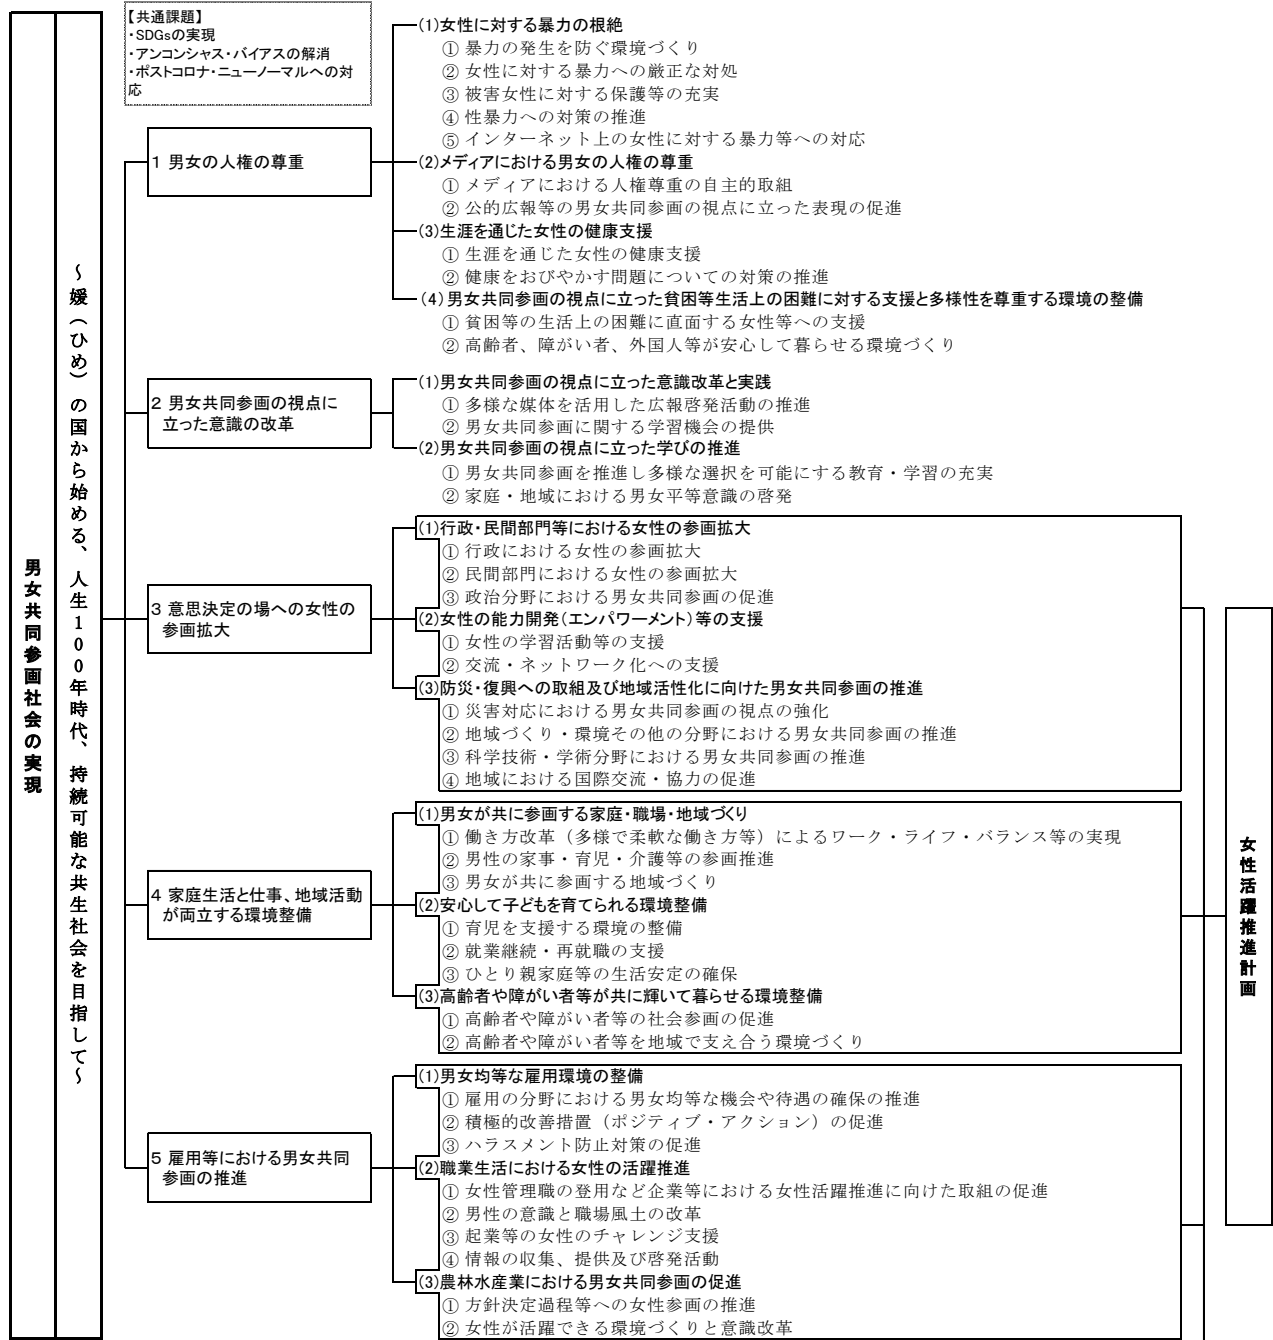 男女共同参画社会の実現
～媛（ひめ）の国から始める、人生100年時代、持続可能な共生社会を目指して～
【共通課題】
・SDGsの実現
・アンコンシャス・バイアスの解消
・ポストコロナ・ニューノーマルへの対
応
1 男女の人権の尊重
(1)女性に対する暴力の根絶
① 暴力の発生を防ぐ環境づくり
② 女性に対する暴力への厳正な対処
③ 被害女性に対する保護等の充実
④ 性暴力への対策の推進
⑤ インターネット上の女性に対する暴力等への対応
(2)メディアにおける男女の人権の尊重
① メディアにおける人権尊重の自主的取組
② 公的広報等の男女共同参画の視点に立った表現の促進
(3)生涯を通じた女性の健康支援
① 生涯を通じた女性の健康支援
② 健康をおびやかす問題についての対策の推進
(4)男女共同参画の視点に立った貧困等生活上の困難に対する支援と多様性を尊重する環境の整備
① 貧困等の生活上の困難に直面する女性等への支援
② 高齢者、障がい者、外国人等が安心して暮らせる環境づくり
2 男女共同参画の視点に
立った意識の改革
(1)男女共同参画の視点に立った意識改革と実践
① 多様な媒体を活用した広報啓発活動の推進
② 男女共同参画に関する学習機会の提供
(2)男女共同参画の視点に立った学びの推進
① 男女共同参画を推進し多様な選択を可能にする教育・学習の充実
② 家庭・地域における男女平等意識の啓発
3 意思決定の場への女性の
参画拡大
(1)行政・民間部門等における女性の参画拡大
① 行政における女性の参画拡大
② 民間部門における女性の参画拡大
③ 政治分野における男女共同参画の促進
(2)女性の能力開発(エンパワーメント)等の支援
① 女性の学習活動等の支援
② 交流・ネットワーク化への支援
(3)防災・復興への取組及び地域活性化に向けた男女共同参画の推進
① 災害対応における男女共同参画の視点の強化
② 地域づくり・環境その他の分野における男女共同参画の推進
③ 科学技術・学術分野における男女共同参画の推進
④ 地域における国際交流・協力の促進
4 家庭生活と仕事、地域活動
が両立する環境整備
(1)男女が共に参画する家庭・職場・地域づくり
① 働き方改革（多様で柔軟な働き方等）によるワーク・ライフ・バランス等の実現
② 男性の家事・育児・介護等の参画推進
③ 男女が共に参画する地域づくり
(2)安心して子どもを育てられる環境整備
① 育児を支援する環境の整備
② 就業継続・再就職の支援
③ ひとり親家庭等の生活安定の確保
(3)高齢者や障がい者等が共に輝いて暮らせる環境整備
① 高齢者や障がい者等の社会参画の促進
② 高齢者や障がい者等を地域で支え合う環境づくり
5 雇用等における男女共同
参画の推進
(1)男女均等な雇用環境の整備
① 雇用の分野における男女均等な機会や待遇の確保の推進
② 積極的改善措置（ポジティブ・アクション）の促進
③ ハラスメント防止対策の促進
(2)職業生活における女性の活躍推進
① 女性管理職の登用など企業等における女性活躍推進に向けた取組の促進
② 男性の意識と職場風土の改革
③ 起業等の女性のチャレンジ支援
④ 情報の収集、提供及び啓発活動
(3)農林水産業における男女共同参画の促進
① 方針決定過程等への女性参画の推進
② 女性が活躍できる環境づくりと意識改革
女性活躍推進計画